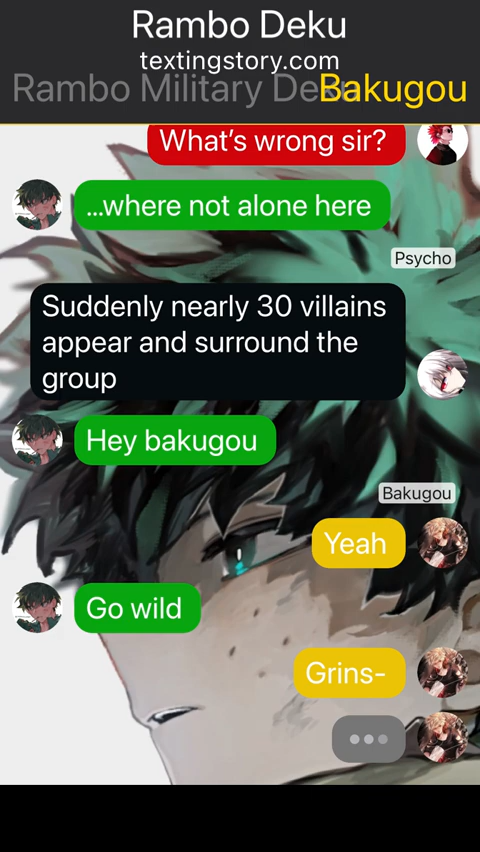 Rambo Deku
textingstory.com
Rambo Military Deku
Bakugou
What's wrong sir?
...where not alone here
Psycho
Suddenly nearly 30 villains
appear and surround the
group
Hey bakugou
Bakugou
Yeah
Go wild
Grins-